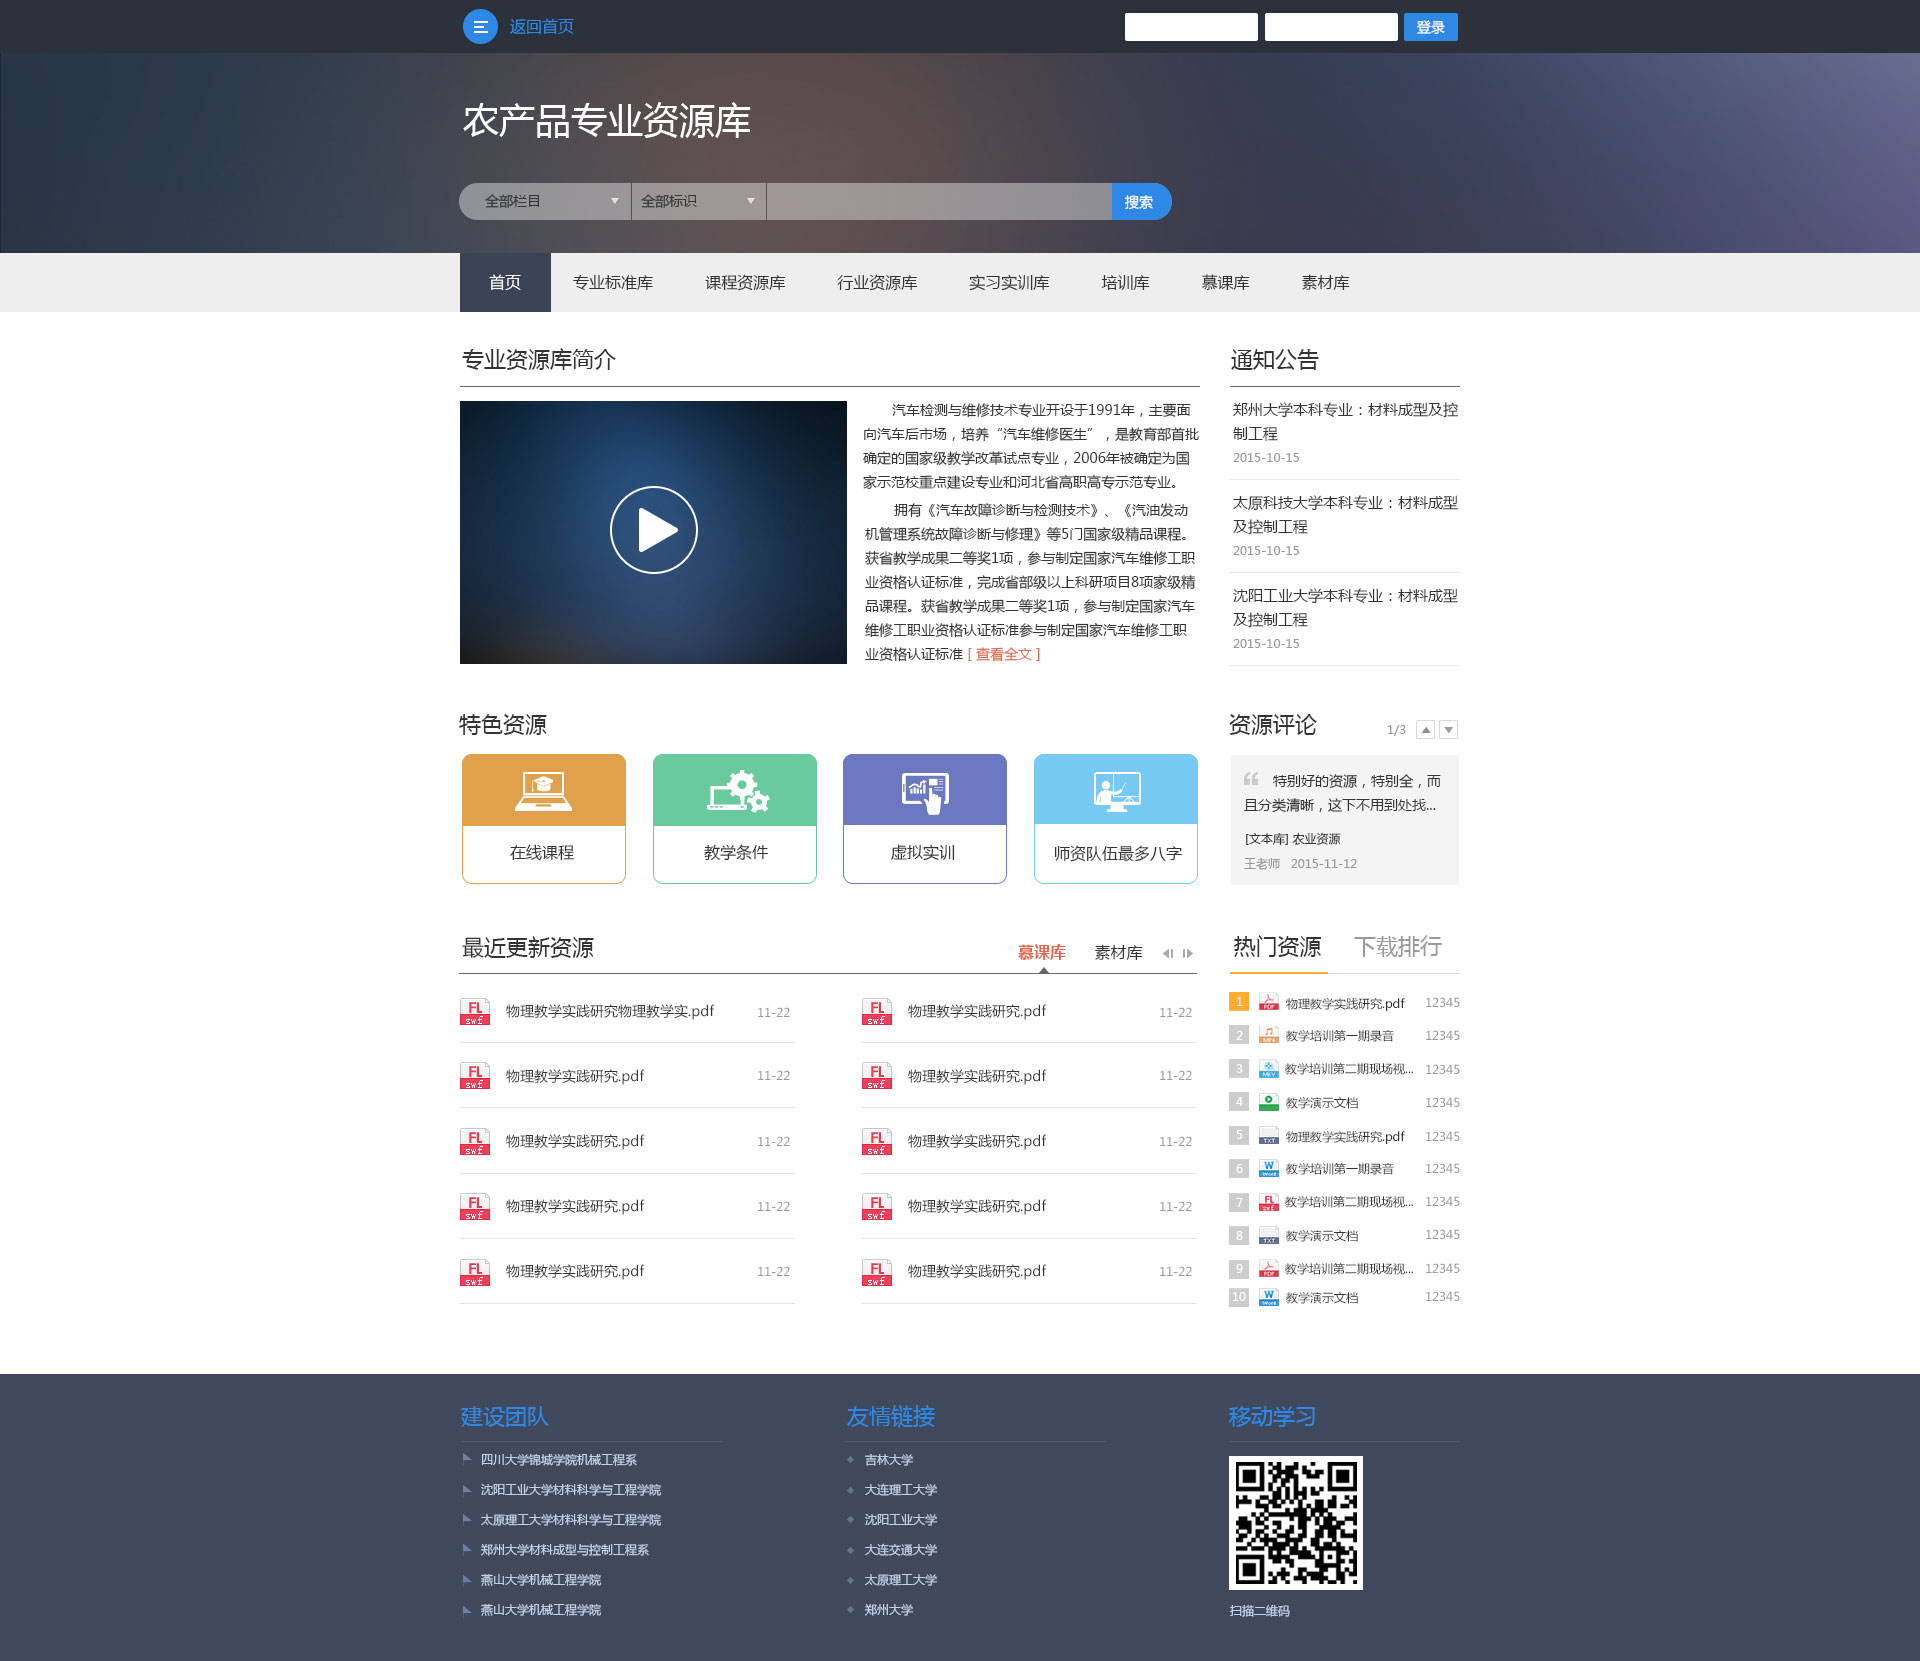 返回首页
登录
农产品专业资源库
全部栏目 全部标识 搜索
首页 专业标准库 课程资源库 行业资源库 实习实训库 培训库 慕课库 素材库
专业资源库简介
汽车检测与维修技术专业开设于1991年，主要面
向汽车后市场，培养“汽车维修医生”，是教育部首批
确定的国家级教学改革试点专业，2006年被确定为国
家示范校重点建设专业和河北省高职高专示范专业。
拥有《汽车故障诊断与检测技术》、《汽油发动
机管理系统故障诊断与修理》等5门国家级精品课程。
获省教学成果二等奖1项，参与制定国家汽车维修工职
业资格认证标准，完成省部级以上科研项目8项家级精
品课程。获省教学成果二等奖1项，参与制定国家汽车
维修工职业资格认证标准参与制定国家汽车维修工职
业资格认证标准 [ 查看全文 ]
通知公告
郑州大学本科专业：材料成型及控
制工程
2015-10-15
太原科技大学本科专业：材料成型
及控制工程
2015-10-15
沈阳工业大学本科专业：材料成型
及控制工程
2015-10-15
特色资源
在线课程
教学条件
虚拟实训
师资队伍最多八字
资源评论 1/3
“ 特别好的资源，特别全，而
且分类清晰，这下不用到处找...
[文本库] 农业资源
王老师 2015-11-12
最近更新资源 慕课库 素材库
FL swf 物理教学实践研究物理教学实.pdf 11-22
FL swf 物理教学实践研究.pdf 11-22
FL swf 物理教学实践研究.pdf 11-22
FL swf 物理教学实践研究.pdf 11-22
FL swf 物理教学实践研究.pdf 11-22
FL swf 物理教学实践研究.pdf 11-22
FL swf 物理教学实践研究.pdf 11-22
FL swf 物理教学实践研究.pdf 11-22
FL swf 物理教学实践研究.pdf 11-22
FL swf 物理教学实践研究.pdf 11-22
热门资源 下载排行
1 PDF 物理教学实践研究.pdf 12345
2 教学培训第一期录音 12345
3 MKV 教学培训第二期现场视... 12345
4 教学演示文档 12345
5 TXT 物理教学实践研究.pdf 12345
6 W Word 教学培训第一期录音 12345
7 FL swf 教学培训第二期现场视... 12345
8 TXT 教学演示文档 12345
9 PDF 教学培训第二期现场视... 12345
10 W Word 教学演示文档 12345
建设团队
四川大学锦城学院机械工程系
沈阳工业大学材料科学与工程学院
太原理工大学材料科学与工程学院
郑州大学材料成型与控制工程系
燕山大学机械工程学院
燕山大学机械工程学院
友情链接
吉林大学
大连理工大学
沈阳工业大学
大连交通大学
太原理工大学
郑州大学
移动学习
扫描二维码